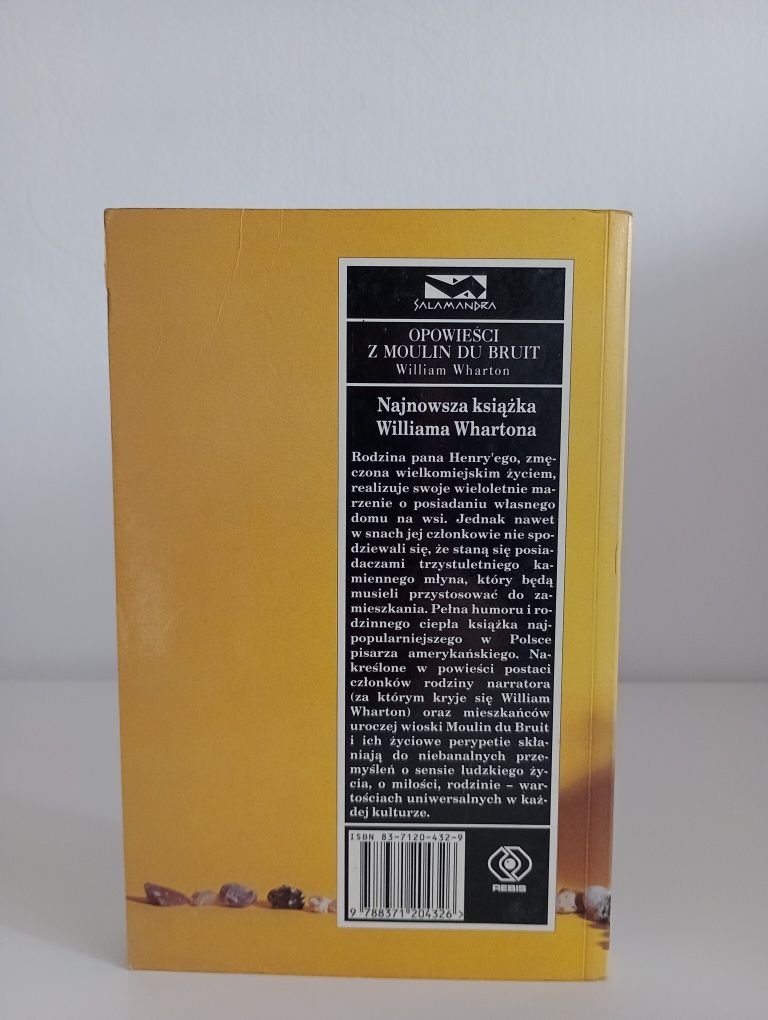 SALAMANDRA
OPOWIEŚCI
Z MOULIN DU BRUIT
William Wharton
Najnowsza książka
Williama Whartona
Rodzina pana Henry'ego, zmę-
czona wielkomiejskim życiem,
realizuje swoje wieloletnie ma-
rzenie o posiadaniu własnego
domu na wsi. Jednak nawet
w snach jej członkowie nie spo-
dziewali się, że staną się posia-
daczami trzystuletniego ka-
miennego młyna, który będą
musieli przystosować do za-
mieszkania. Pełna humoru i ro-
dzinnego ciepła książka naj-
popularniejszego w Polsce
pisarza amerykańskiego. Na-
kreślone w powieści postaci
członków rodziny narratora
(za którym kryje się William
Wharton) oraz mieszkańców
uroczej wioski Moulin du Bruit
i ich życiowe perypetie skła-
niają do niebanalnych prze-
myśleń o sensie ludzkiego ży-
cia, o miłości, rodzinie – war-
tościach uniwersalnych w każ-
dej kulturze.
ISBN 83-7120-432-9
9 788371 204326 >
REBIS